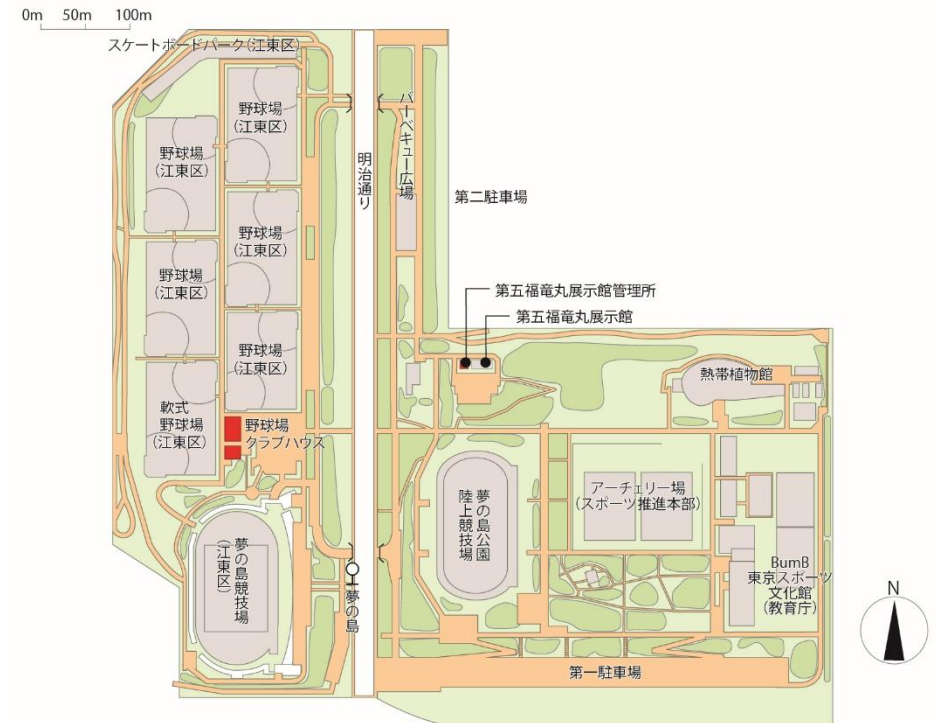 0m 50m 100m
スケートボードパーク(江東区)
野球場
(江東区)
野球場
(江東区)
バーベキュー広場
明治通り
第二駐車場
野球場
(江東区)
野球場
(江東区)
第五福竜丸展示館管理所
第五福竜丸展示館
野球場
(江東区)
熱帯植物館
軟式
野球場
(江東区)
野球場
クラブハウス
夢の島公園
陸上競技場
アーチェリー場
(スポーツ推進本部)
夢の島競技場
(江東区)
夢の島
BumB
東京スポーツ
文化館
(教育庁)
N
第一駐車場